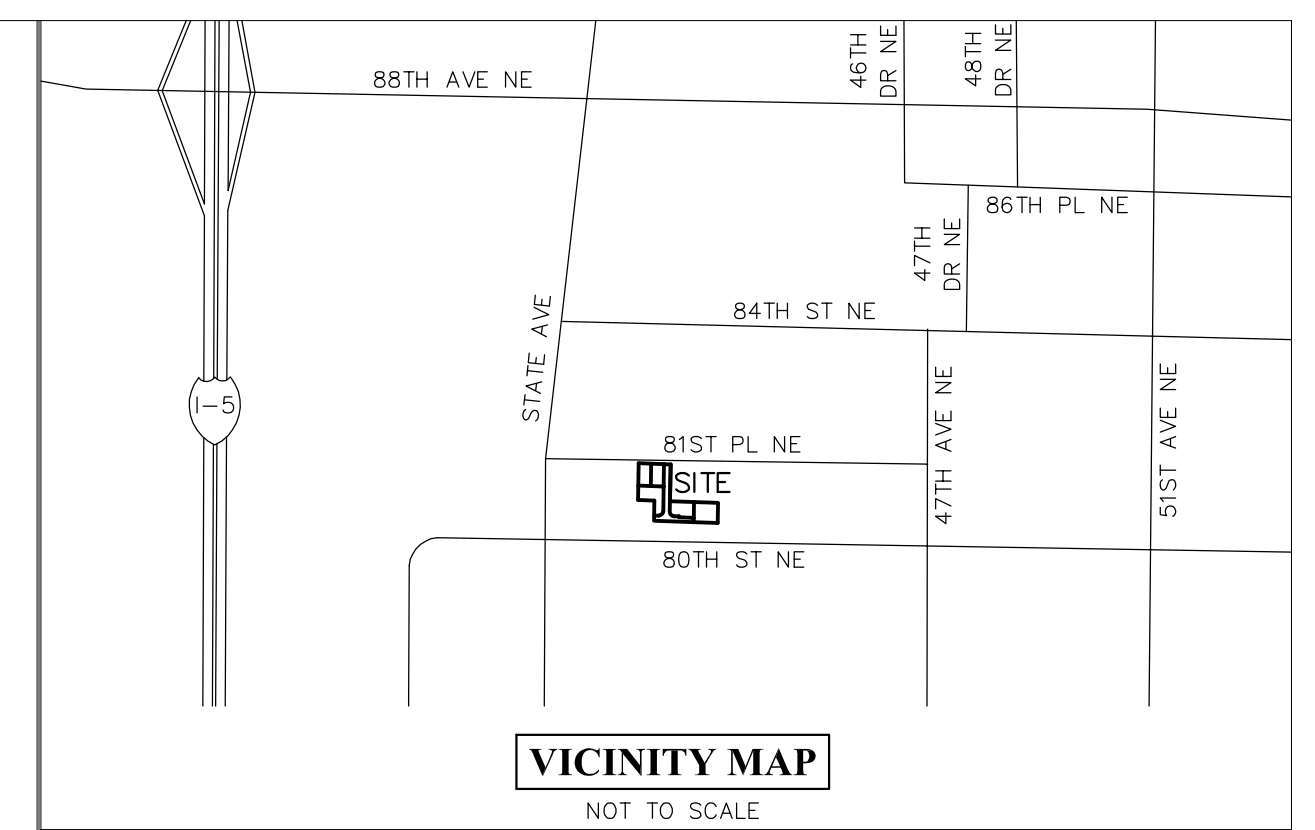 88TH AVE NE
46TH
DR NE
48TH
DR NE
86TH PL NE
47TH
DR NE
84TH ST NE
STATE AVE
I-5
81ST PL NE
SITE
47TH AVE NE
51ST AVE NE
80TH ST NE
VICINITY MAP
NOT TO SCALE